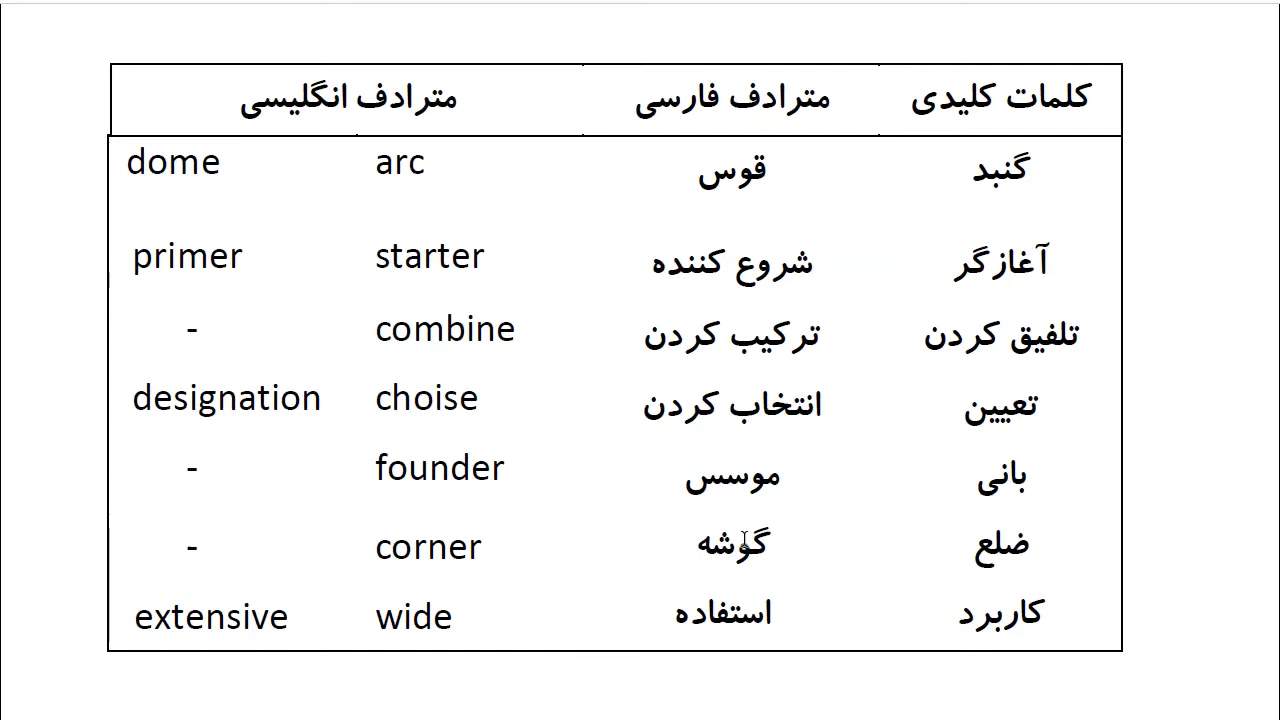 کلمات کلیدی مترادف فارسی مترادف انگلیسی
گنبد قوس arc dome
آغازگر شروع کننده starter primer
تلفیق کردن ترکیب کردن combine -
تعیین انتخاب کردن choise designation
بانی موسس founder -
ضلع گوشه corner -
کاربرد استفاده wide extensive